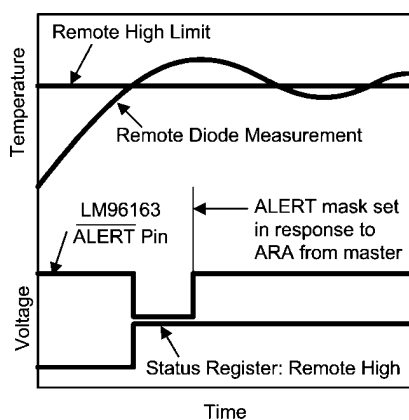 Remote High Limit
Temperature
Remote Diode Measurement
LM96163
ALERT Pin
ALERT mask set
in response to
ARA from master
Voltage
Status Register: Remote High
Time